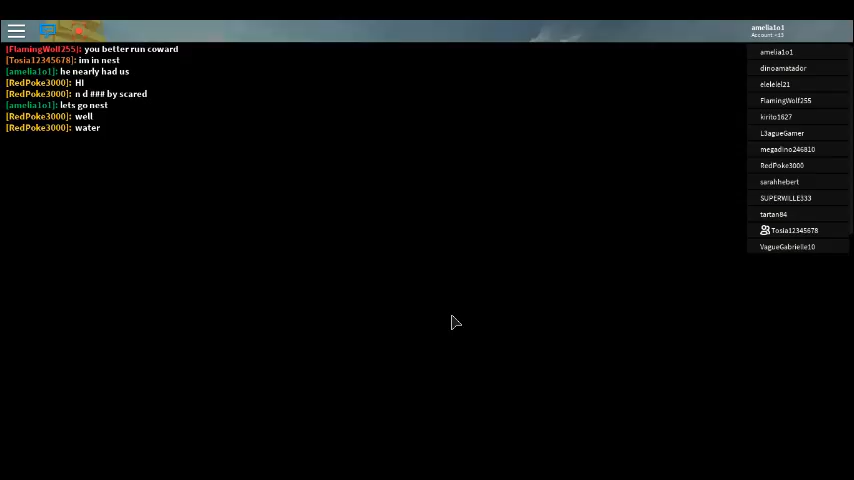 amelia1o1
Account <13
[FlamingWolf255]: you better run coward
[Tosia12345678]: im in nest
[amelia1o1]: he nearly had us
[RedPoke3000]: HI
[RedPoke3000]: n d ### by scared
[amelia1o1]: lets go nest
[RedPoke3000]: well
[RedPoke3000]: water
amelia1o1
dinoamatador
elelelel21
FlamingWolf255
kirito1627
L3agueGamer
megadino246810
RedPoke3000
sarahhebert
SUPERWILLE333
tartan84
Tosia12345678
VagueGabrielle10